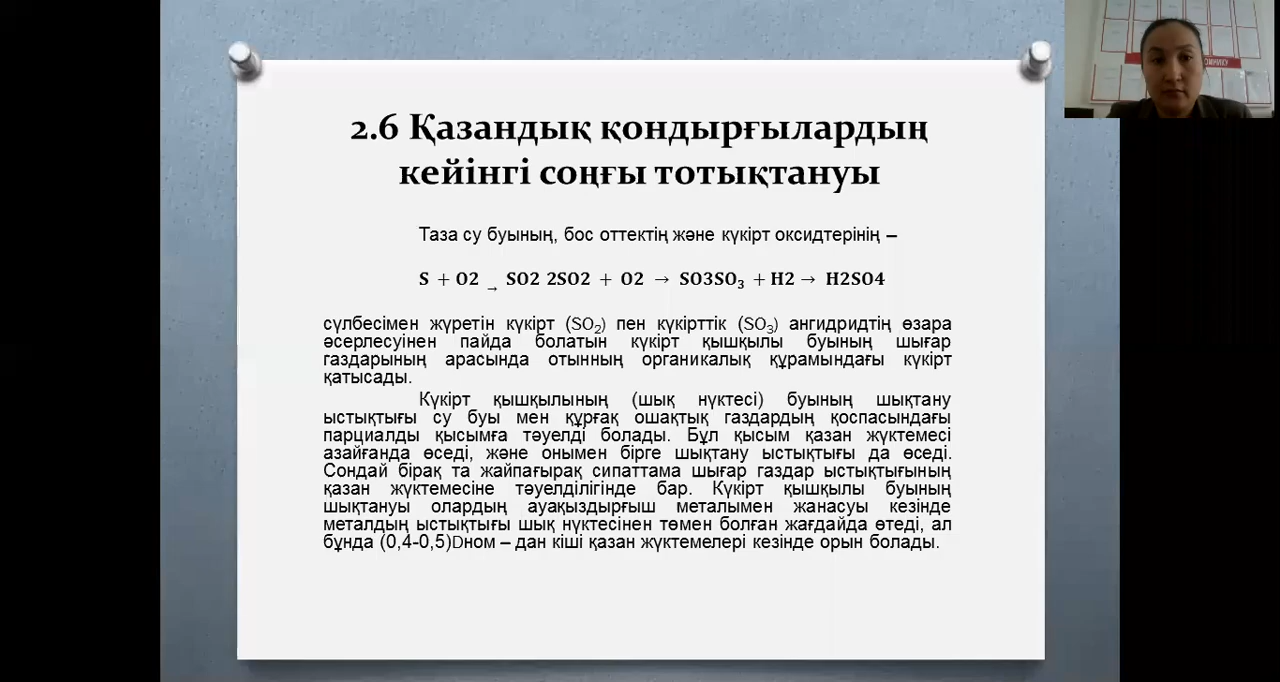 2.6 Қазандық қондырғылардың
кейінгі соңғы тотықтануы
Таза су буының, бос оттектің және күкірт оксидтерінің –
S + O2 → SO2 2SO2 + O2 → SO3SO₃ + H2 → H2SO4
сүлбесімен жүретін күкірт (SO₂) пен күкірттік (SO₃) ангидридтің өзара
әсерлесуінен пайда болатын күкірт қышқылы буының шығар
газдарының арасында отынның органикалық құрамындағы күкірт
қатысады.
Күкірт қышқылының (шық нүктесі) буының шықтану
ыстықтығы су буы мен құрғақ ошақтық газдардың қоспасындағы
парциалды қысымға тәуелді болады. Бұл қысым қазан жүктемесі
азайғанда өседі, және онымен бірге шықтану ыстықтығы да өседі.
Сондай бірақ та жайпағырақ сипаттама шығар газдар ыстықтығының
қазан жүктемесіне тәуелділігінде бар. Күкірт қышқылы буының
шықтануы олардың ауақыздырғыш металымен жанасуы кезінде
металдың ыстықтығы шық нүктесінен төмен болған жағдайда өтеді, ал
бұнда (0,4-0,5)Dном – дан кіші қазан жүктемелері кезінде орын болады.